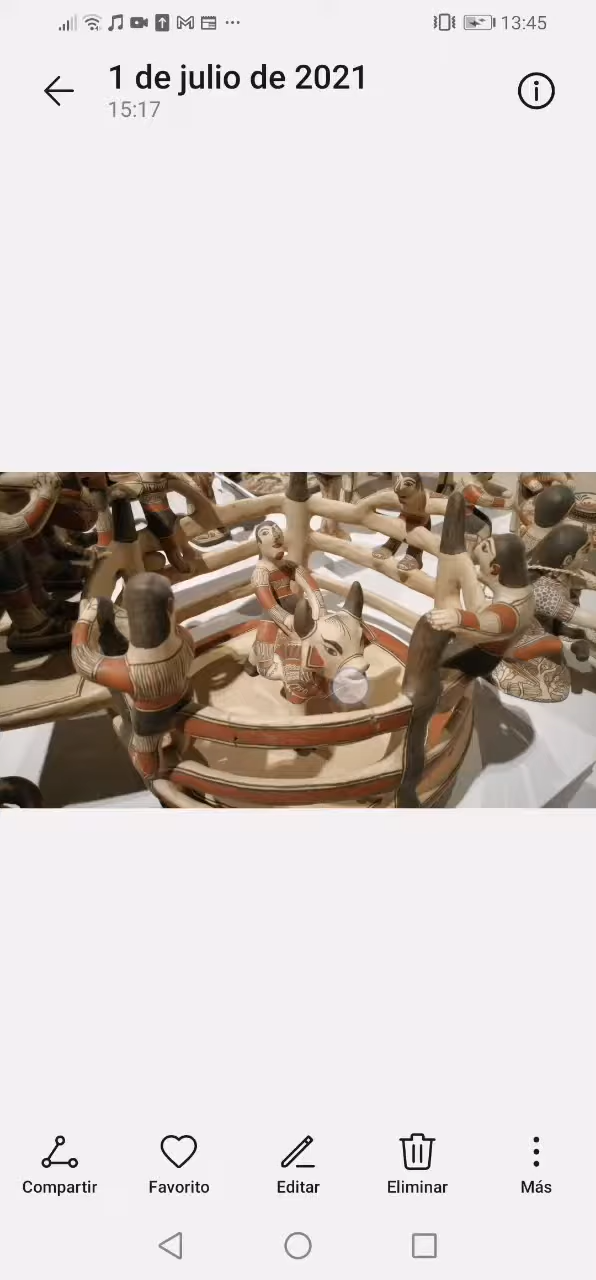 13:45
1 de julio de 2021
15:17
Compartir
Favorito
Editar
Eliminar
Más